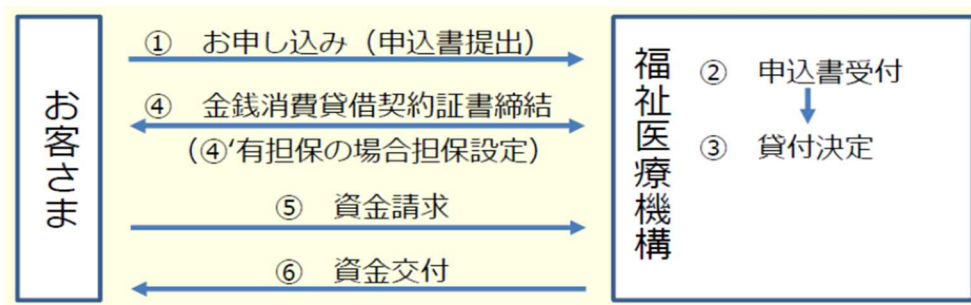 お客さま
① お申し込み（申込書提出）
④ 金銭消費貸借契約証書締結
（④‘有担保の場合担保設定）
⑤ 資金請求
⑥ 資金交付
福祉医療機構
② 申込書受付
③ 貸付決定